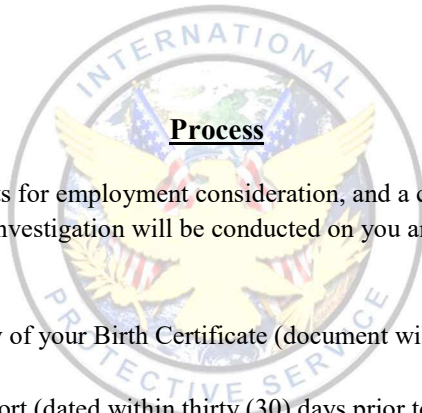 INTERNATIONAL
Process
ts for employment consideration, and a c
nvestigation will be conducted on you an
y of your Birth Certificate (document wi
PROTECTIVE SERVICE
ort (dated within thirty (30) days prior to